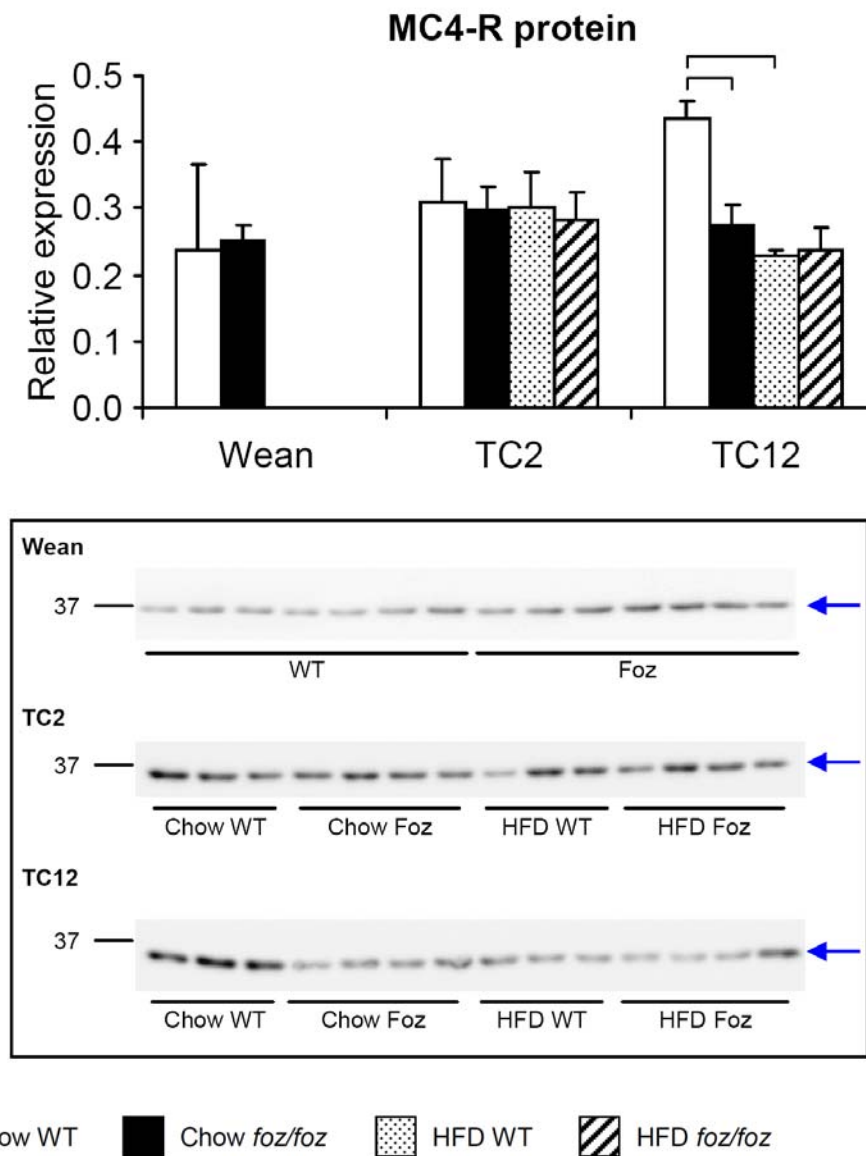 MC4-R protein
Relative expression
0.5
0.4
0.3
0.2
0.1
0.0
Wean TC2 TC12
Wean
37
WT Foz
TC2
37
Chow WT Chow Foz HFD WT HFD Foz
TC12
37
Chow WT Chow Foz HFD WT HFD Foz
ow WT Chow foz/foz HFD WT HFD foz/foz